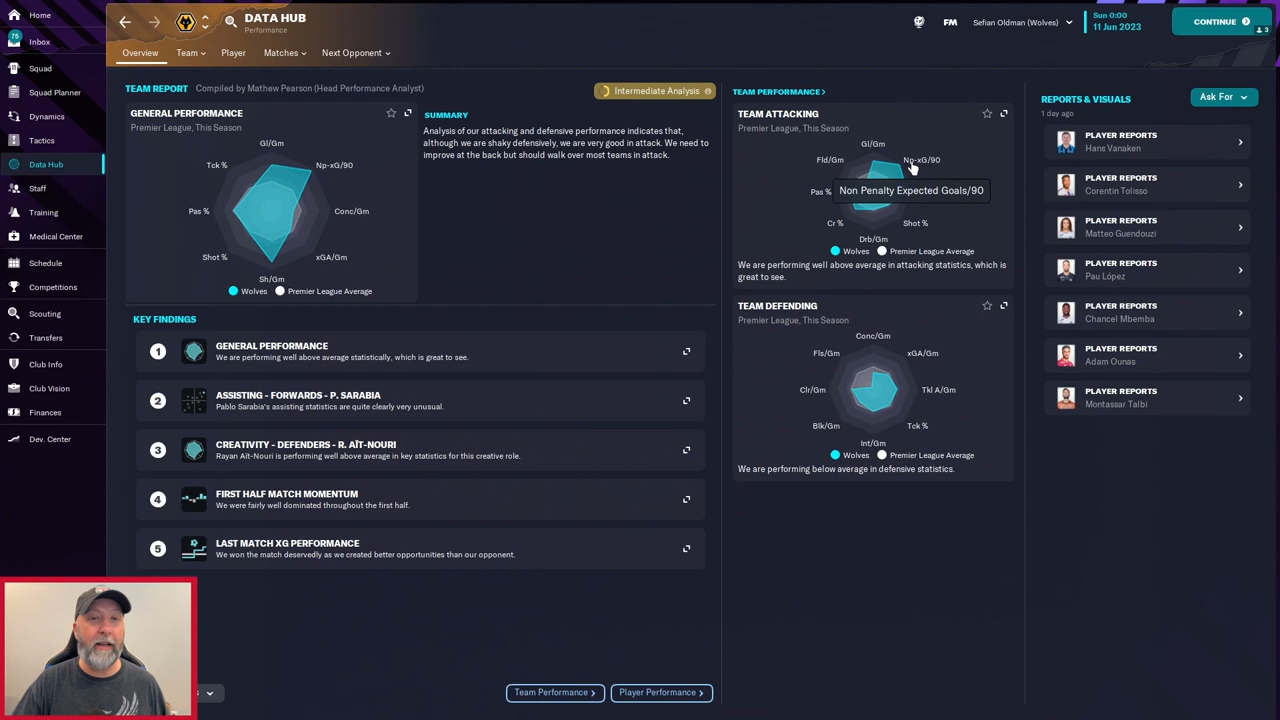 Home
75
Inbox
Squad
Squad Planner
Dynamics
Tactics
Data Hub
Staff
Training
Medical Center
Schedule
Competitions
Scouting
Transfers
Club Info
Club Vision
Finances
Dev. Center
DATA HUB
Performance
FM
Sefian Oldman (Wolves)
Sun 0:00
11 Jun 2023
CONTINUE
3
Overview
Team
Player
Matches
Next Opponent
TEAM REPORT
Compiled by Mathew Pearson (Head Performance Analyst)
Intermediate Analysis
GENERAL PERFORMANCE
Premier League, This Season
Gl/Gm
Tck %
Np-xG/90
Pas %
Conc/Gm
Shot %
xGA/Gm
Sh/Gm
Wolves
Premier League Average
SUMMARY
Analysis of our attacking and defensive performance indicates that,
although we are shaky defensively, we are very good in attack. We need to
improve at the back but should walk over most teams in attack.
KEY FINDINGS
1
GENERAL PERFORMANCE
We are performing well above average statistically, which is great to see.
2
ASSISTING - FORWARDS - P. SARABIA
Pablo Sarabia's assisting statistics are quite clearly very unusual.
3
CREATIVITY - DEFENDERS - R. AÏT-NOURI
Rayan Aït-Nouri is performing well above average in key statistics for this creative role.
4
FIRST HALF MATCH MOMENTUM
We were fairly well dominated throughout the first half.
5
LAST MATCH XG PERFORMANCE
We won the match deservedly as we created better opportunities than our opponent.
Team Performance
Player Performance
TEAM PERFORMANCE
TEAM ATTACKING
Premier League, This Season
Gl/Gm
Fld/Gm
Np-xG/90
Pas %
Non Penalty Expected Goals/90
Cr %
Shot %
Drb/Gm
Wolves
Premier League Average
We are performing well above average in attacking statistics, which is
great to see.
TEAM DEFENDING
Premier League, This Season
Conc/Gm
Fls/Gm
xGA/Gm
Clr/Gm
Tkl A/Gm
Blk/Gm
Tck %
Int/Gm
Wolves
Premier League Average
We are performing below average in defensive statistics.
REPORTS & VISUALS
1 day ago
Ask For
PLAYER REPORTS
Hans Vanaken
PLAYER REPORTS
Corentin Tolisso
PLAYER REPORTS
Matteo Guendouzi
PLAYER REPORTS
Pau López
PLAYER REPORTS
Chancel Mbemba
PLAYER REPORTS
Adam Ounas
PLAYER REPORTS
Montassar Talbi